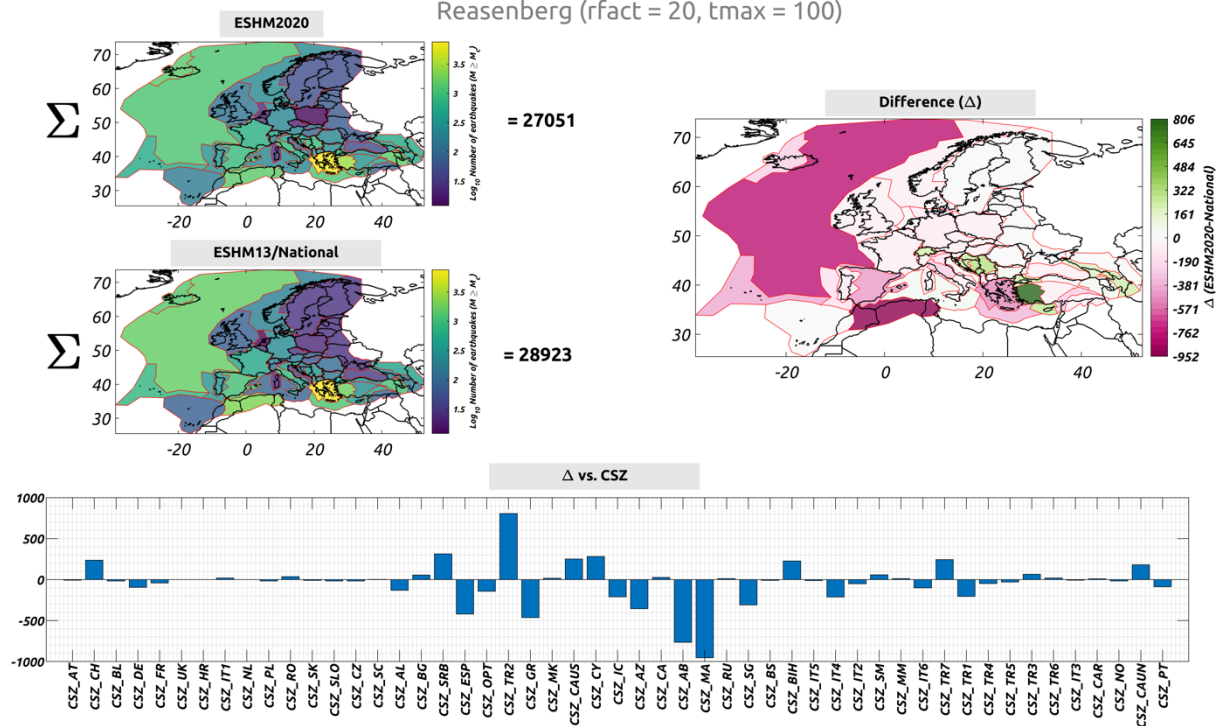 Reasenberg (rfact = 20, tmax = 100)
ESHM2020
70
60
50
40
30
-20 0 20 40
Σ
3.5
3
2.5
2
1.5
Log10 Number of earthquakes (M ≥ Mc)
= 27051
ESHM13/National
70
60
50
40
30
-20 0 20 40
Σ
3.5
3
2.5
2
1.5
Log10 Number of earthquakes (M ≥ Mc)
= 28923
Difference (Δ)
70
60
50
40
30
-20 0 20 40
806
645
484
322
161
0
-190
-381
-571
-762
-952
Δ (ESHM2020-National)
Δ vs. CSZ
1000
500
0
-500
-1000
CSZ_AT
CSZ_CH
CSZ_BL
CSZ_DE
CSZ_FR
CSZ_UK
CSZ_HR
CSZ_IT1
CSZ_NL
CSZ_PL
CSZ_RO
CSZ_SK
CSZ_SLO
CSZ_CZ
CSZ_SC
CSZ_AL
CSZ_BG
CSZ_SRB
CSZ_ESP
CSZ_OPT
CSZ_TR2
CSZ_GR
CSZ_MK
CSZ_CAUS
CSZ_CY
CSZ_IC
CSZ_AZ
CSZ_CA
CSZ_AB
CSZ_MA
CSZ_RU
CSZ_SG
CSZ_BS
CSZ_BIH
CSZ_IT5
CSZ_IT4
CSZ_IT2
CSZ_SM
CSZ_MM
CSZ_IT6
CSZ_TR7
CSZ_TR1
CSZ_TR4
CSZ_TR5
CSZ_TR3
CSZ_TR6
CSZ_IT3
CSZ_CAR
CSZ_NO
CSZ_CAUN
CSZ_PT